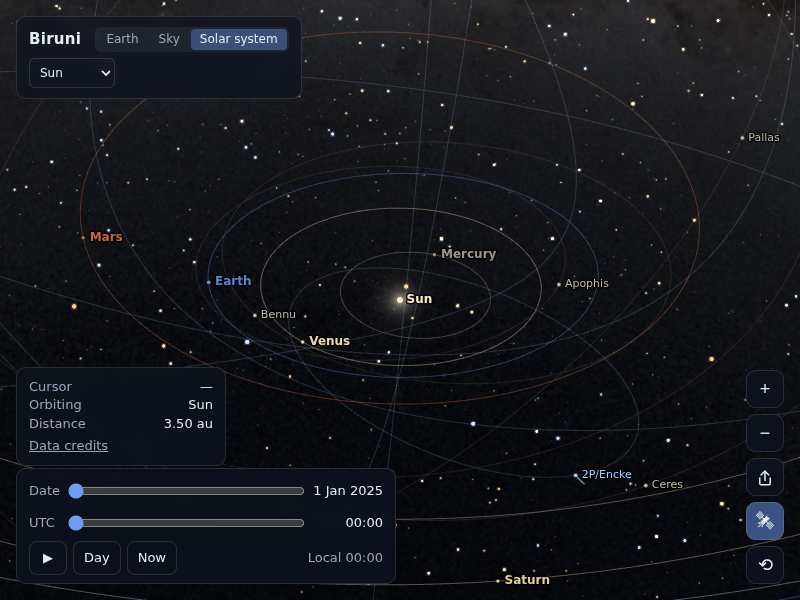 Biruni Earth Sky Solar system
Sun
Pallas
Mars
Mercury
Earth
Apophis
Sun
Bennu
Venus
Cursor —
Orbiting Sun
Distance 3.50 au
Data credits
2P/Encke
Ceres
Date 1 Jan 2025
UTC 00:00
Day Now Local 00:00
Saturn